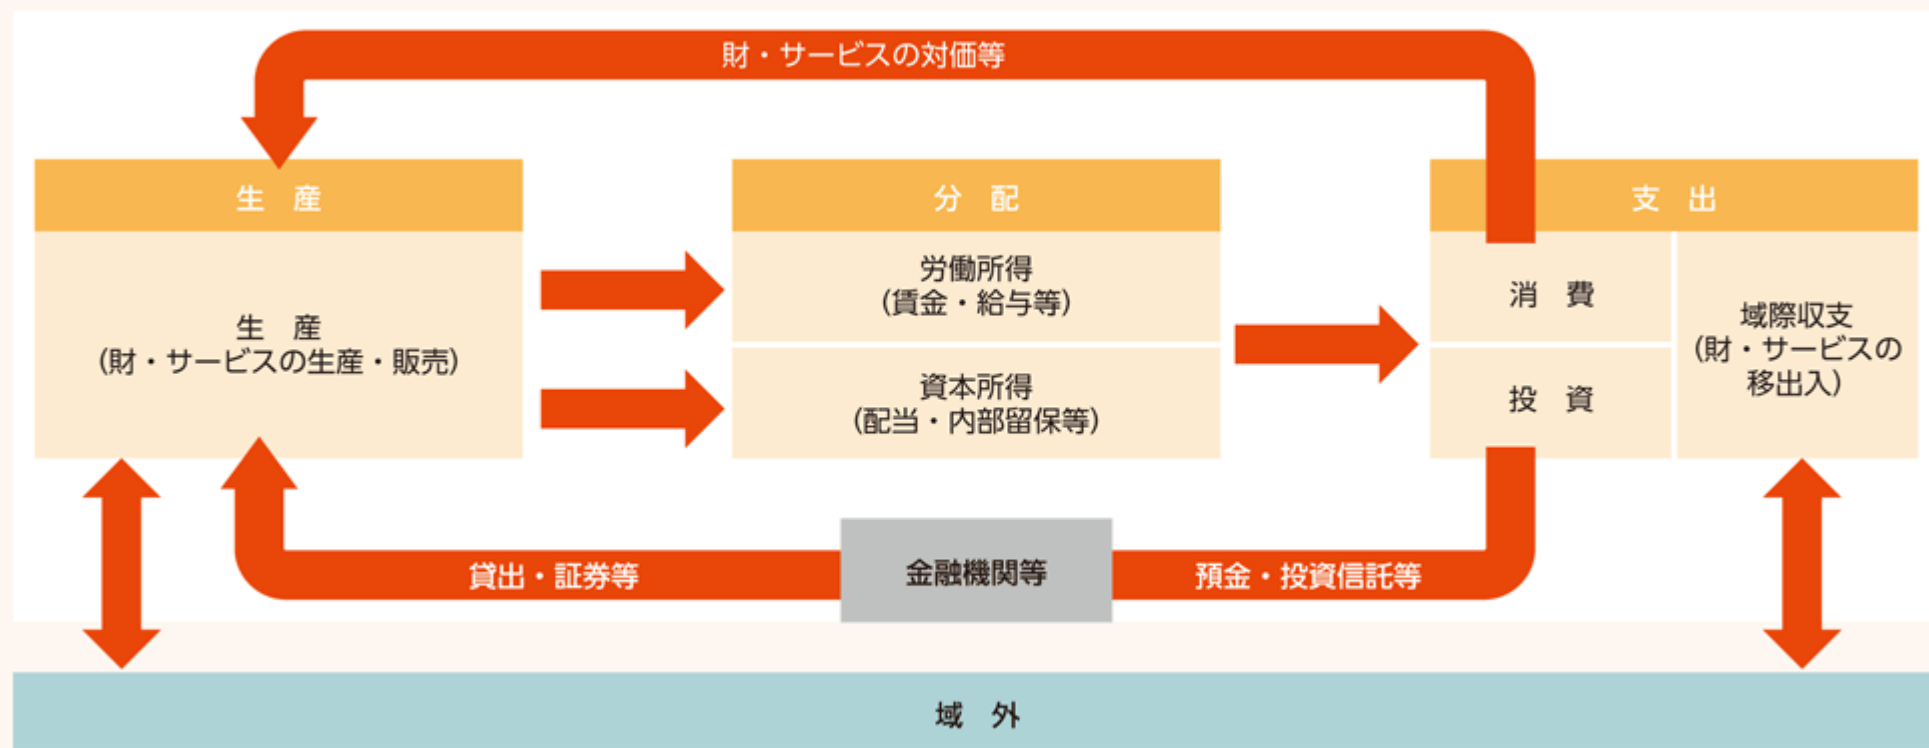 財・サービスの対価等
生　産
分　配
支　出
生　産
(財・サービスの生産・販売)
労働所得
(賃金・給与等)
資本所得
(配当・内部留保等)
消　費
投　資
域際収支
(財・サービスの
移出入)
貸出・証券等
金融機関等
預金・投資信託等
域　外